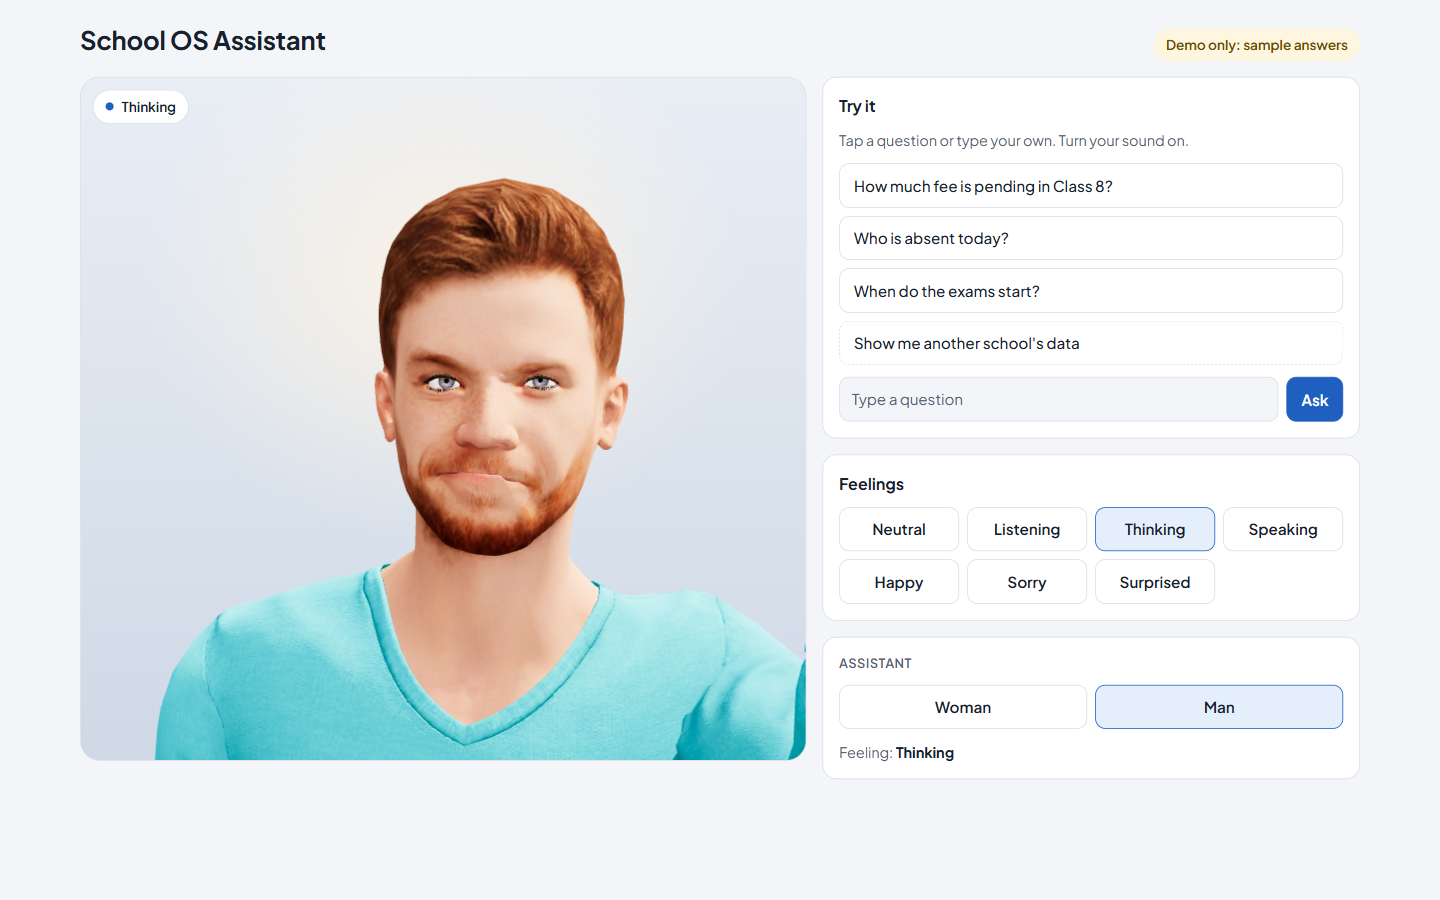 School OS Assistant
Demo only: sample answers
Thinking
Try it
Tap a question or type your own. Turn your sound on.
How much fee is pending in Class 8?
Who is absent today?
When do the exams start?
Show me another school's data
Type a question
Ask
Feelings
Neutral
Listening
Thinking
Speaking
Happy
Sorry
Surprised
ASSISTANT
Woman
Man
Feeling: Thinking